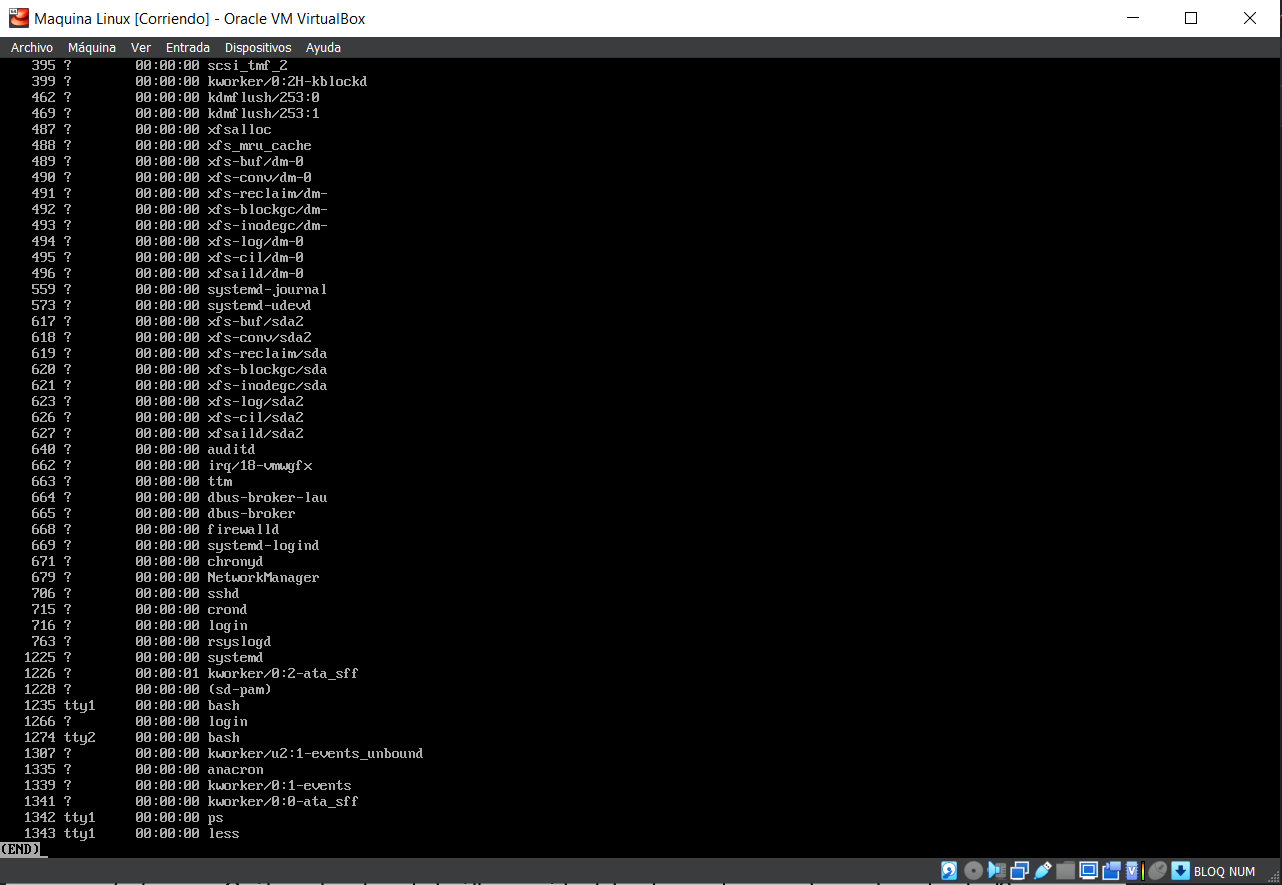 Maquina Linux [Corriendo] - Oracle VM VirtualBox
Archivo Máquina Ver Entrada Dispositivos Ayuda
395 ? 00:00:00 scsi_tmf_2
399 ? 00:00:00 kworker/0:2H-kblockd
462 ? 00:00:00 kdmflush/253:0
469 ? 00:00:00 kdmflush/253:1
487 ? 00:00:00 xfsalloc
488 ? 00:00:00 xfs_mru_cache
489 ? 00:00:00 xfs-buf/dm-0
490 ? 00:00:00 xfs-conv/dm-0
491 ? 00:00:00 xfs-reclaim/dm-
492 ? 00:00:00 xfs-blockgc/dm-
493 ? 00:00:00 xfs-inodegc/dm-
494 ? 00:00:00 xfs-log/dm-0
495 ? 00:00:00 xfs-cil/dm-0
496 ? 00:00:00 xfsaild/dm-0
559 ? 00:00:00 systemd-journal
573 ? 00:00:00 systemd-udevd
617 ? 00:00:00 xfs-buf/sda2
618 ? 00:00:00 xfs-conv/sda2
619 ? 00:00:00 xfs-reclaim/sda
620 ? 00:00:00 xfs-blockgc/sda
621 ? 00:00:00 xfs-inodegc/sda
623 ? 00:00:00 xfs-log/sda2
626 ? 00:00:00 xfs-cil/sda2
627 ? 00:00:00 xfsaild/sda2
640 ? 00:00:00 auditd
662 ? 00:00:00 irq/18-vmwgfx
663 ? 00:00:00 ttm
664 ? 00:00:00 dbus-broker-lau
665 ? 00:00:00 dbus-broker
668 ? 00:00:00 firewalld
669 ? 00:00:00 systemd-logind
671 ? 00:00:00 chronyd
679 ? 00:00:00 NetworkManager
706 ? 00:00:00 sshd
715 ? 00:00:00 crond
716 ? 00:00:00 login
763 ? 00:00:00 rsyslogd
1225 ? 00:00:00 systemd
1226 ? 00:00:01 kworker/0:2-ata_sff
1228 ? 00:00:00 (sd-pam)
1235 tty1 00:00:00 bash
1266 ? 00:00:00 login
1274 tty2 00:00:00 bash
1307 ? 00:00:00 kworker/u2:1-events_unbound
1335 ? 00:00:00 anacron
1339 ? 00:00:00 kworker/0:1-events
1341 ? 00:00:00 kworker/0:0-ata_sff
1342 tty1 00:00:00 ps
1343 tty1 00:00:00 less
(END)
BLOQ NUM